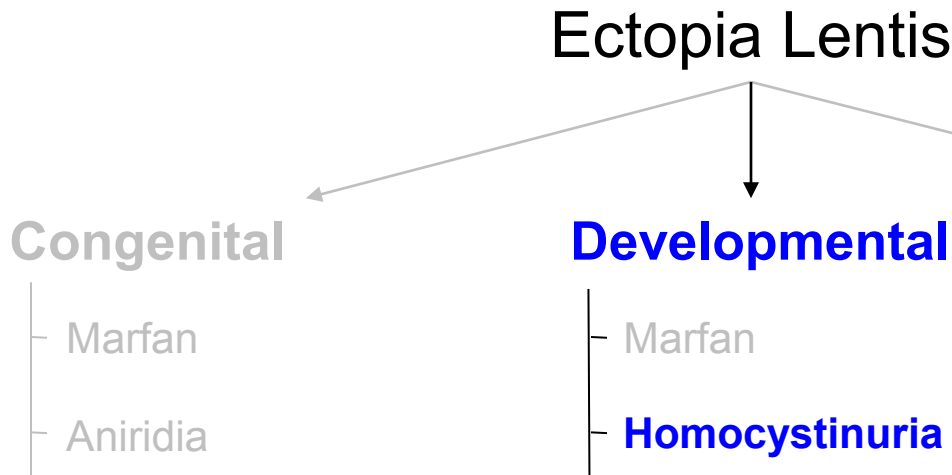 Ectopia Lentis
Congenital
Developmental
Marfan
Marfan
Aniridia
Homocystinuria